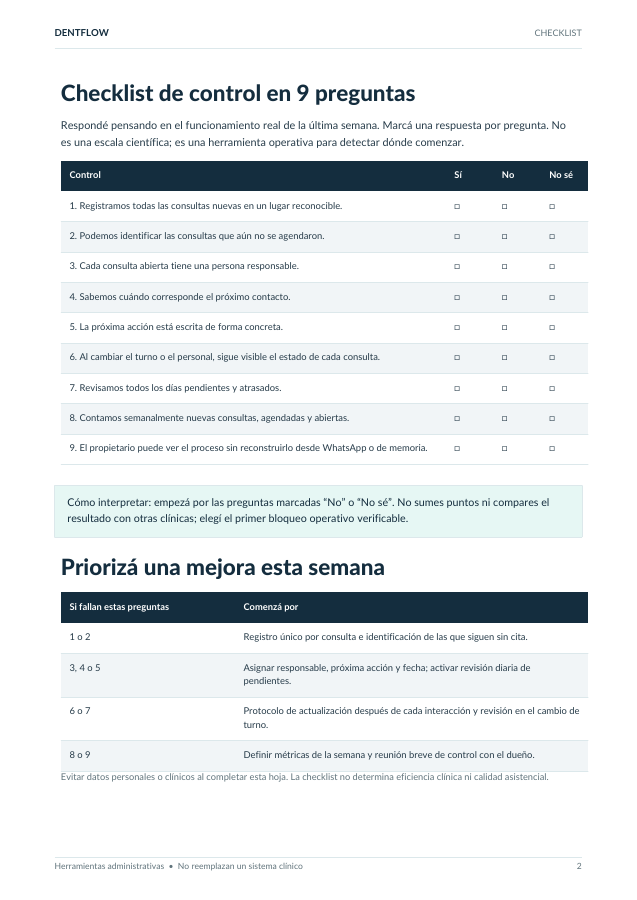 DENTFLOW CHECKLIST
Checklist de control en 9 preguntas
Respondé pensando en el funcionamiento real de la última semana. Marcá una respuesta por pregunta. No
es una escala científica; es una herramienta operativa para detectar dónde comenzar.
Control Sí No No sé
1. Registramos todas las consultas nuevas en un lugar reconocible. □ □ □
2. Podemos identificar las consultas que aún no se agendaron. □ □ □
3. Cada consulta abierta tiene una persona responsable. □ □ □
4. Sabemos cuándo corresponde el próximo contacto. □ □ □
5. La próxima acción está escrita de forma concreta. □ □ □
6. Al cambiar el turno o el personal, sigue visible el estado de cada consulta. □ □ □
7. Revisamos todos los días pendientes y atrasados. □ □ □
8. Contamos semanalmente nuevas consultas, agendadas y abiertas. □ □ □
9. El propietario puede ver el proceso sin reconstruirlo desde WhatsApp o de memoria. □ □ □
Cómo interpretar: empezá por las preguntas marcadas “No” o “No sé”. No sumes puntos ni compares el
resultado con otras clínicas; elegí el primer bloqueo operativo verificable.
Priorizá una mejora esta semana
Si fallan estas preguntas Comenzá por
1 o 2 Registro único por consulta e identificación de las que siguen sin cita.
3, 4 o 5 Asignar responsable, próxima acción y fecha; activar revisión diaria de
pendientes.
6 o 7 Protocolo de actualización después de cada interacción y revisión en el cambio de
turno.
8 o 9 Definir métricas de la semana y reunión breve de control con el dueño.
Evitar datos personales o clínicos al completar esta hoja. La checklist no determina eficiencia clínica ni calidad asistencial.
Herramientas administrativas • No reemplazan un sistema clínico 2